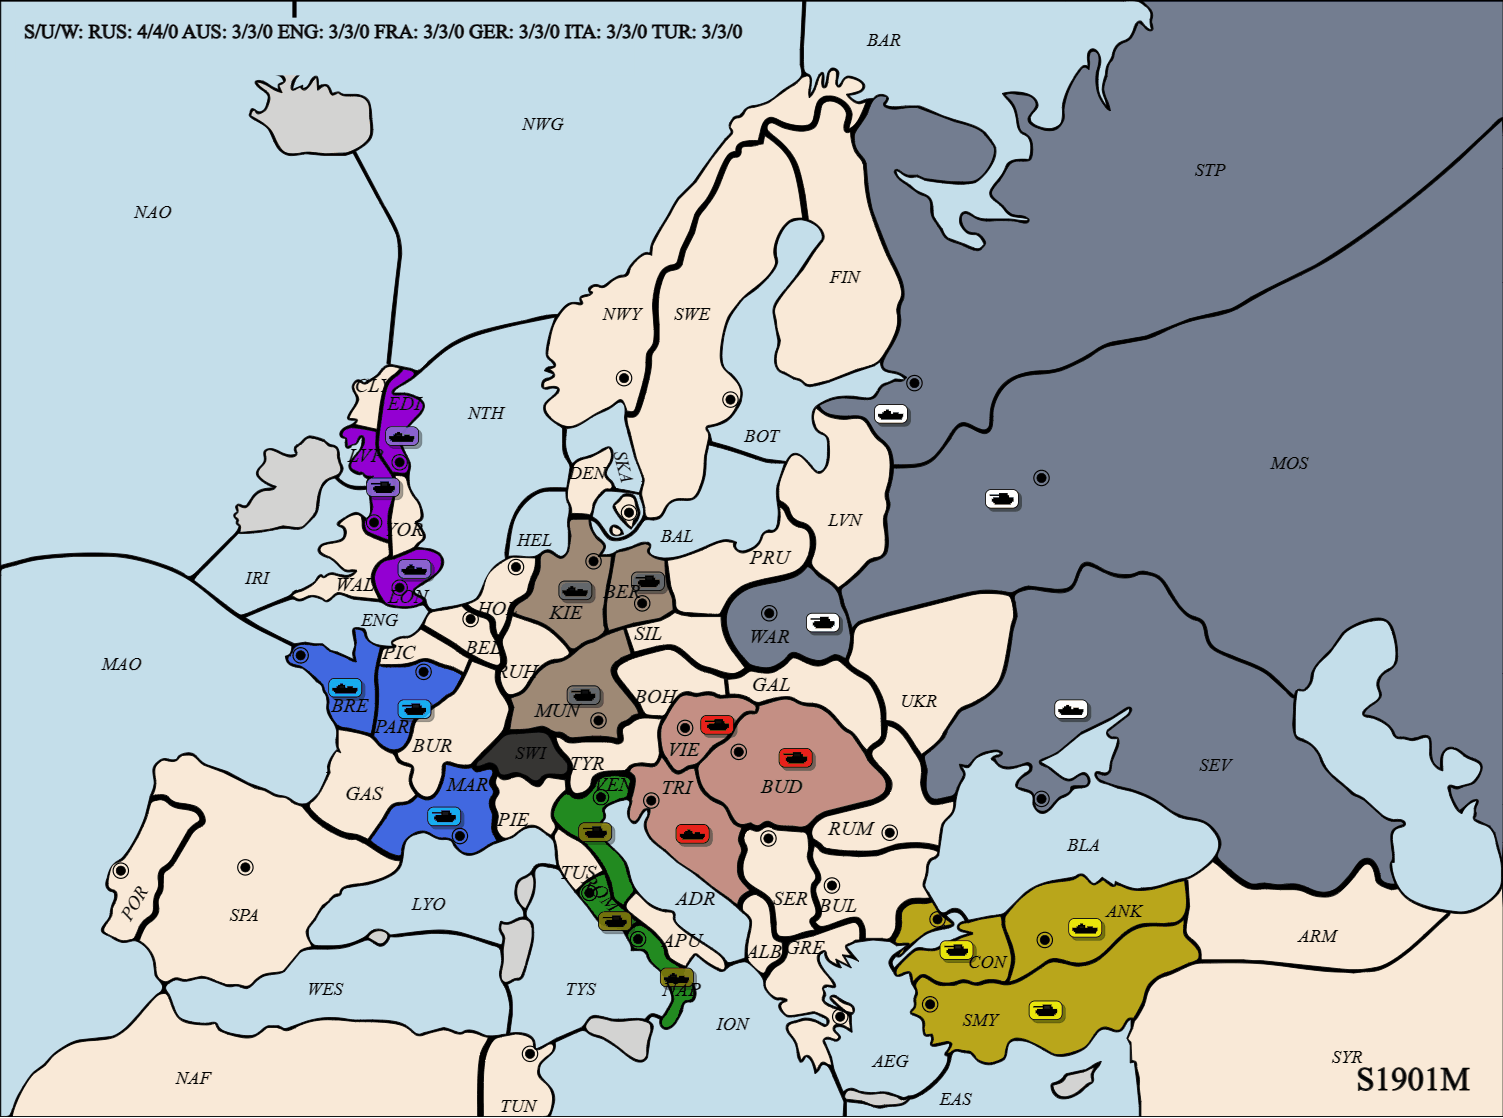 S/U/W: RUS: 4/4/0 AUS: 3/3/0 ENG: 3/3/0 FRA: 3/3/0 GER: 3/3/0 ITA: 3/3/0 TUR: 3/3/0
BAR
NWG
STP
NAO
FIN
NWY
SWE
CLY
EDI
NTH
BOT
LVP
SKA
DEN
MOS
YOR
HEL
BAL
LVN
IRI
WAL
LON
PRU
ENG
HOL
KIE
BER
SIL
WAR
MAO
PIC
BEL
RUH
BOH
GAL
UKR
BRE
PAR
BUR
MUN
VIE
SWI
TYR
GAS
MAR
VEN
TRI
BUD
SEV
PIE
RUM
BLA
TUS
ROM
POR
SPA
LYO
ADR
SER
BUL
ANK
APU
ALB
GRE
CON
ARM
WES
TYS
NAP
ION
SMY
AEG
SYR
NAF
TUN
EAS
S1901M